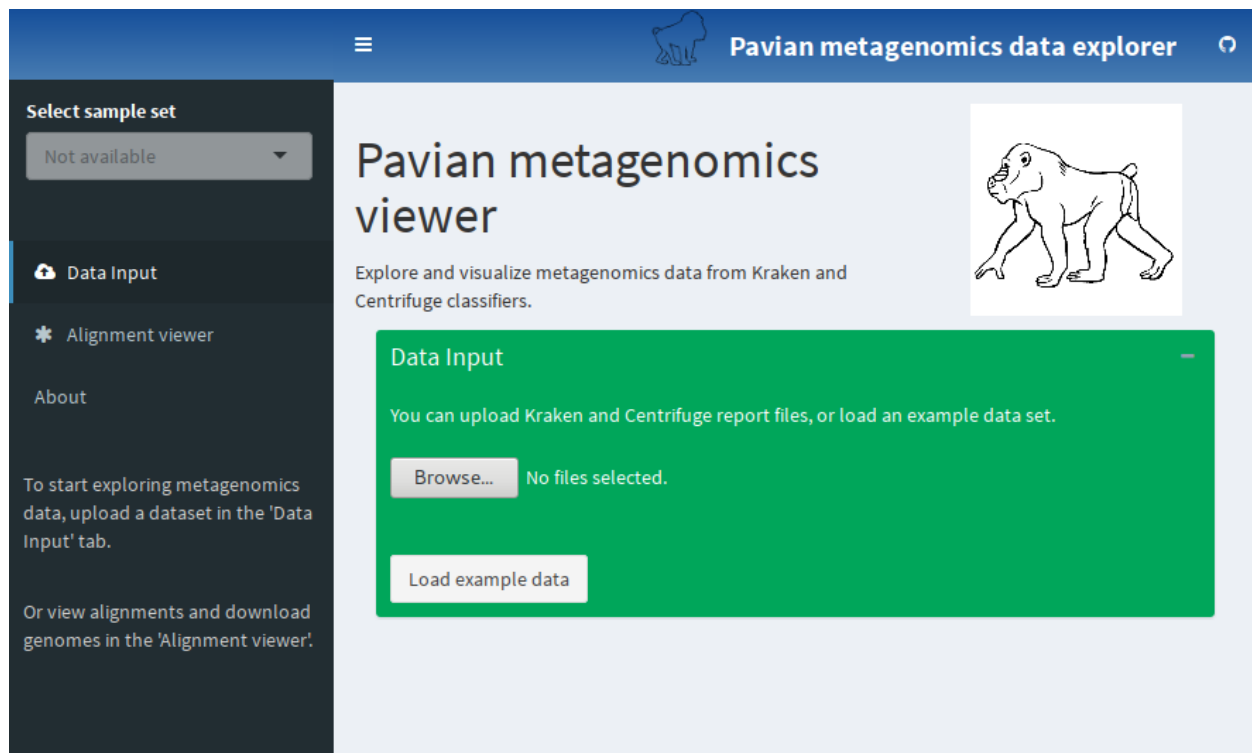 Pavian metagenomics data explorer
Select sample set
Not available
Data Input
Alignment viewer
About
To start exploring metagenomics
data, upload a dataset in the 'Data
Input' tab.
Or view alignments and download
genomes in the 'Alignment viewer'.
Pavian metagenomics
viewer
Explore and visualize metagenomics data from Kraken and
Centrifuge classifiers.
Data Input
You can upload Kraken and Centrifuge report files, or load an example data set.
Browse... No files selected.
Load example data